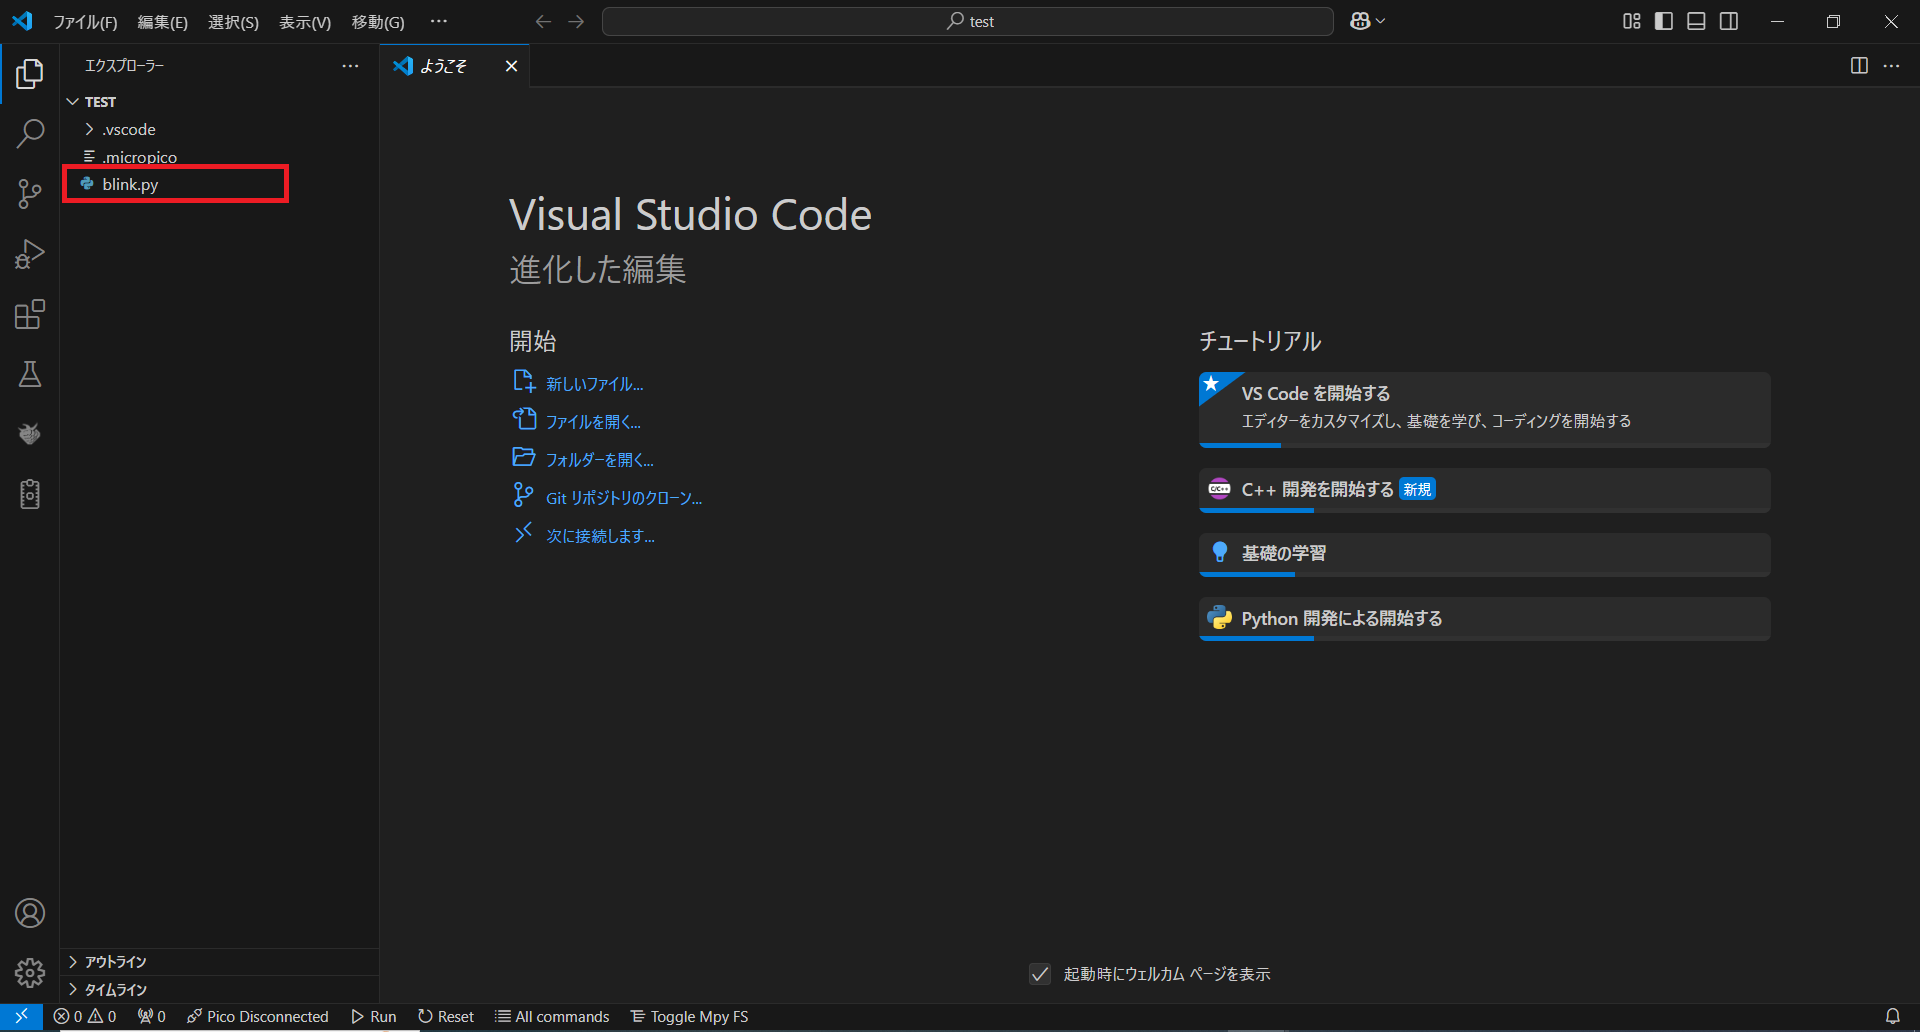 ファイル(F) 編集(E) 選択(S) 表示(V) 移動(G) … test
エクスプローラー …
ようこそ
TEST
.vscode
.micropico
blink.py
Visual Studio Code
進化した編集
開始
新しいファイル...
ファイルを開く...
フォルダーを開く...
Git リポジトリのクローン...
次に接続します...
チュートリアル
VS Code を開始する
エディターをカスタマイズし、基礎を学び、コーディングを開始する
C/C++ C++ 開発を開始する 新規
基礎の学習
Python 開発による開始する
起動時にウェルカム ページを表示
アウトライン
タイムライン
0 0 0 Pico Disconnected Run Reset All commands Toggle Mpy FS